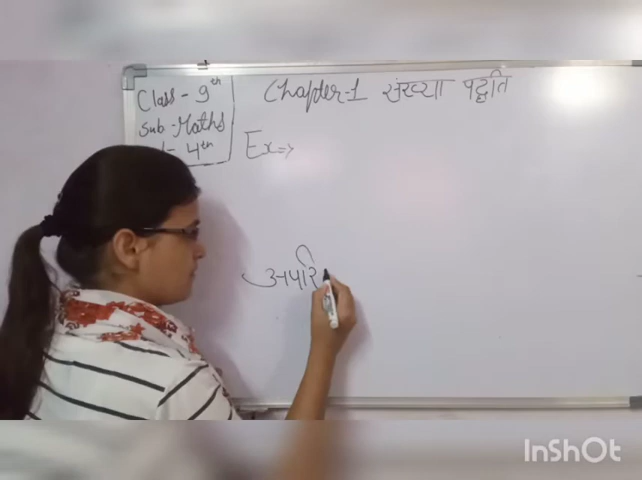 Class - 9th
Chapter-1 संख्या पद्धति
Sub.-Maths
- 4th
Ex ⇒
अपरि
InShOt